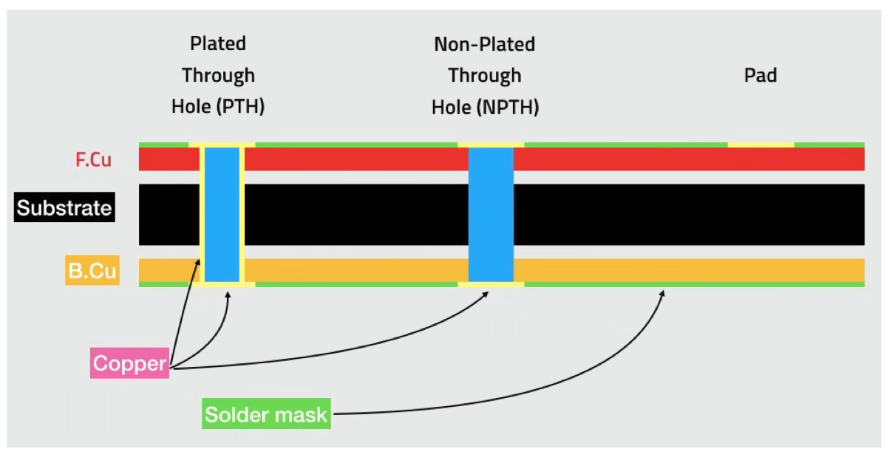 Plated
Through
Hole (PTH)
Non-Plated
Through
Hole (NPTH)
Pad
F.Cu
Substrate
B.Cu
Copper
Solder mask